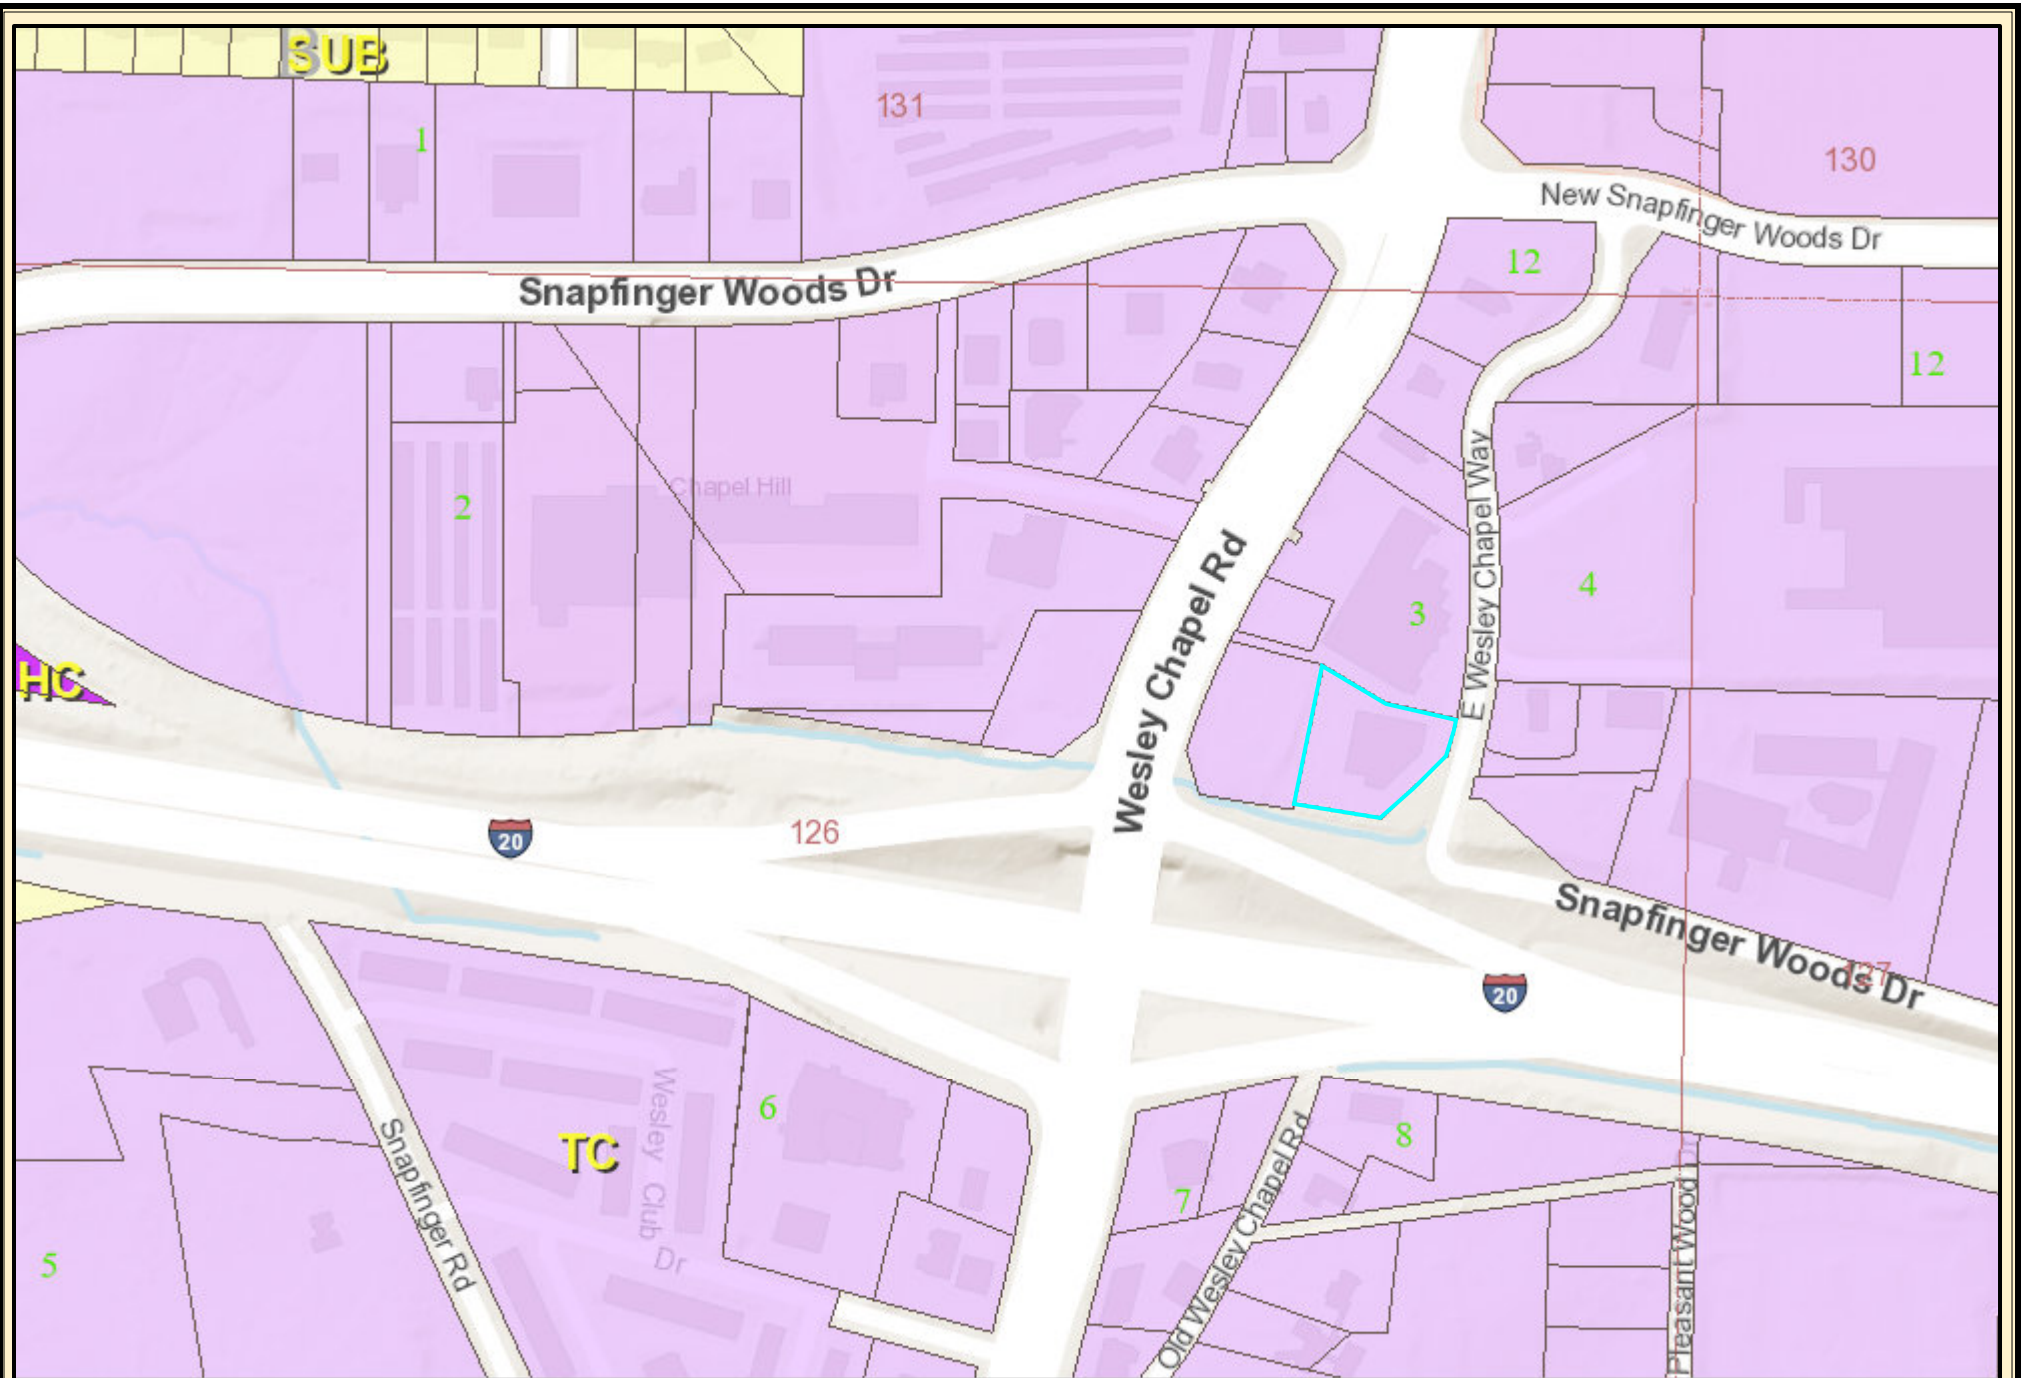 SUB
131
1
130
New Snapfinger Woods Dr
12
Snapfinger Woods Dr
12
Chapel Hill
2
E Wesley Chapel Way
Wesley Chapel Rd
4
3
HC
20
126
Snapfinger Woods Dr
127
20
Wesley Club Dr
6
8
TC
7
Snapfinger Rd
Old Wesley Chapel Rd
Pleasant Wood Dr
5